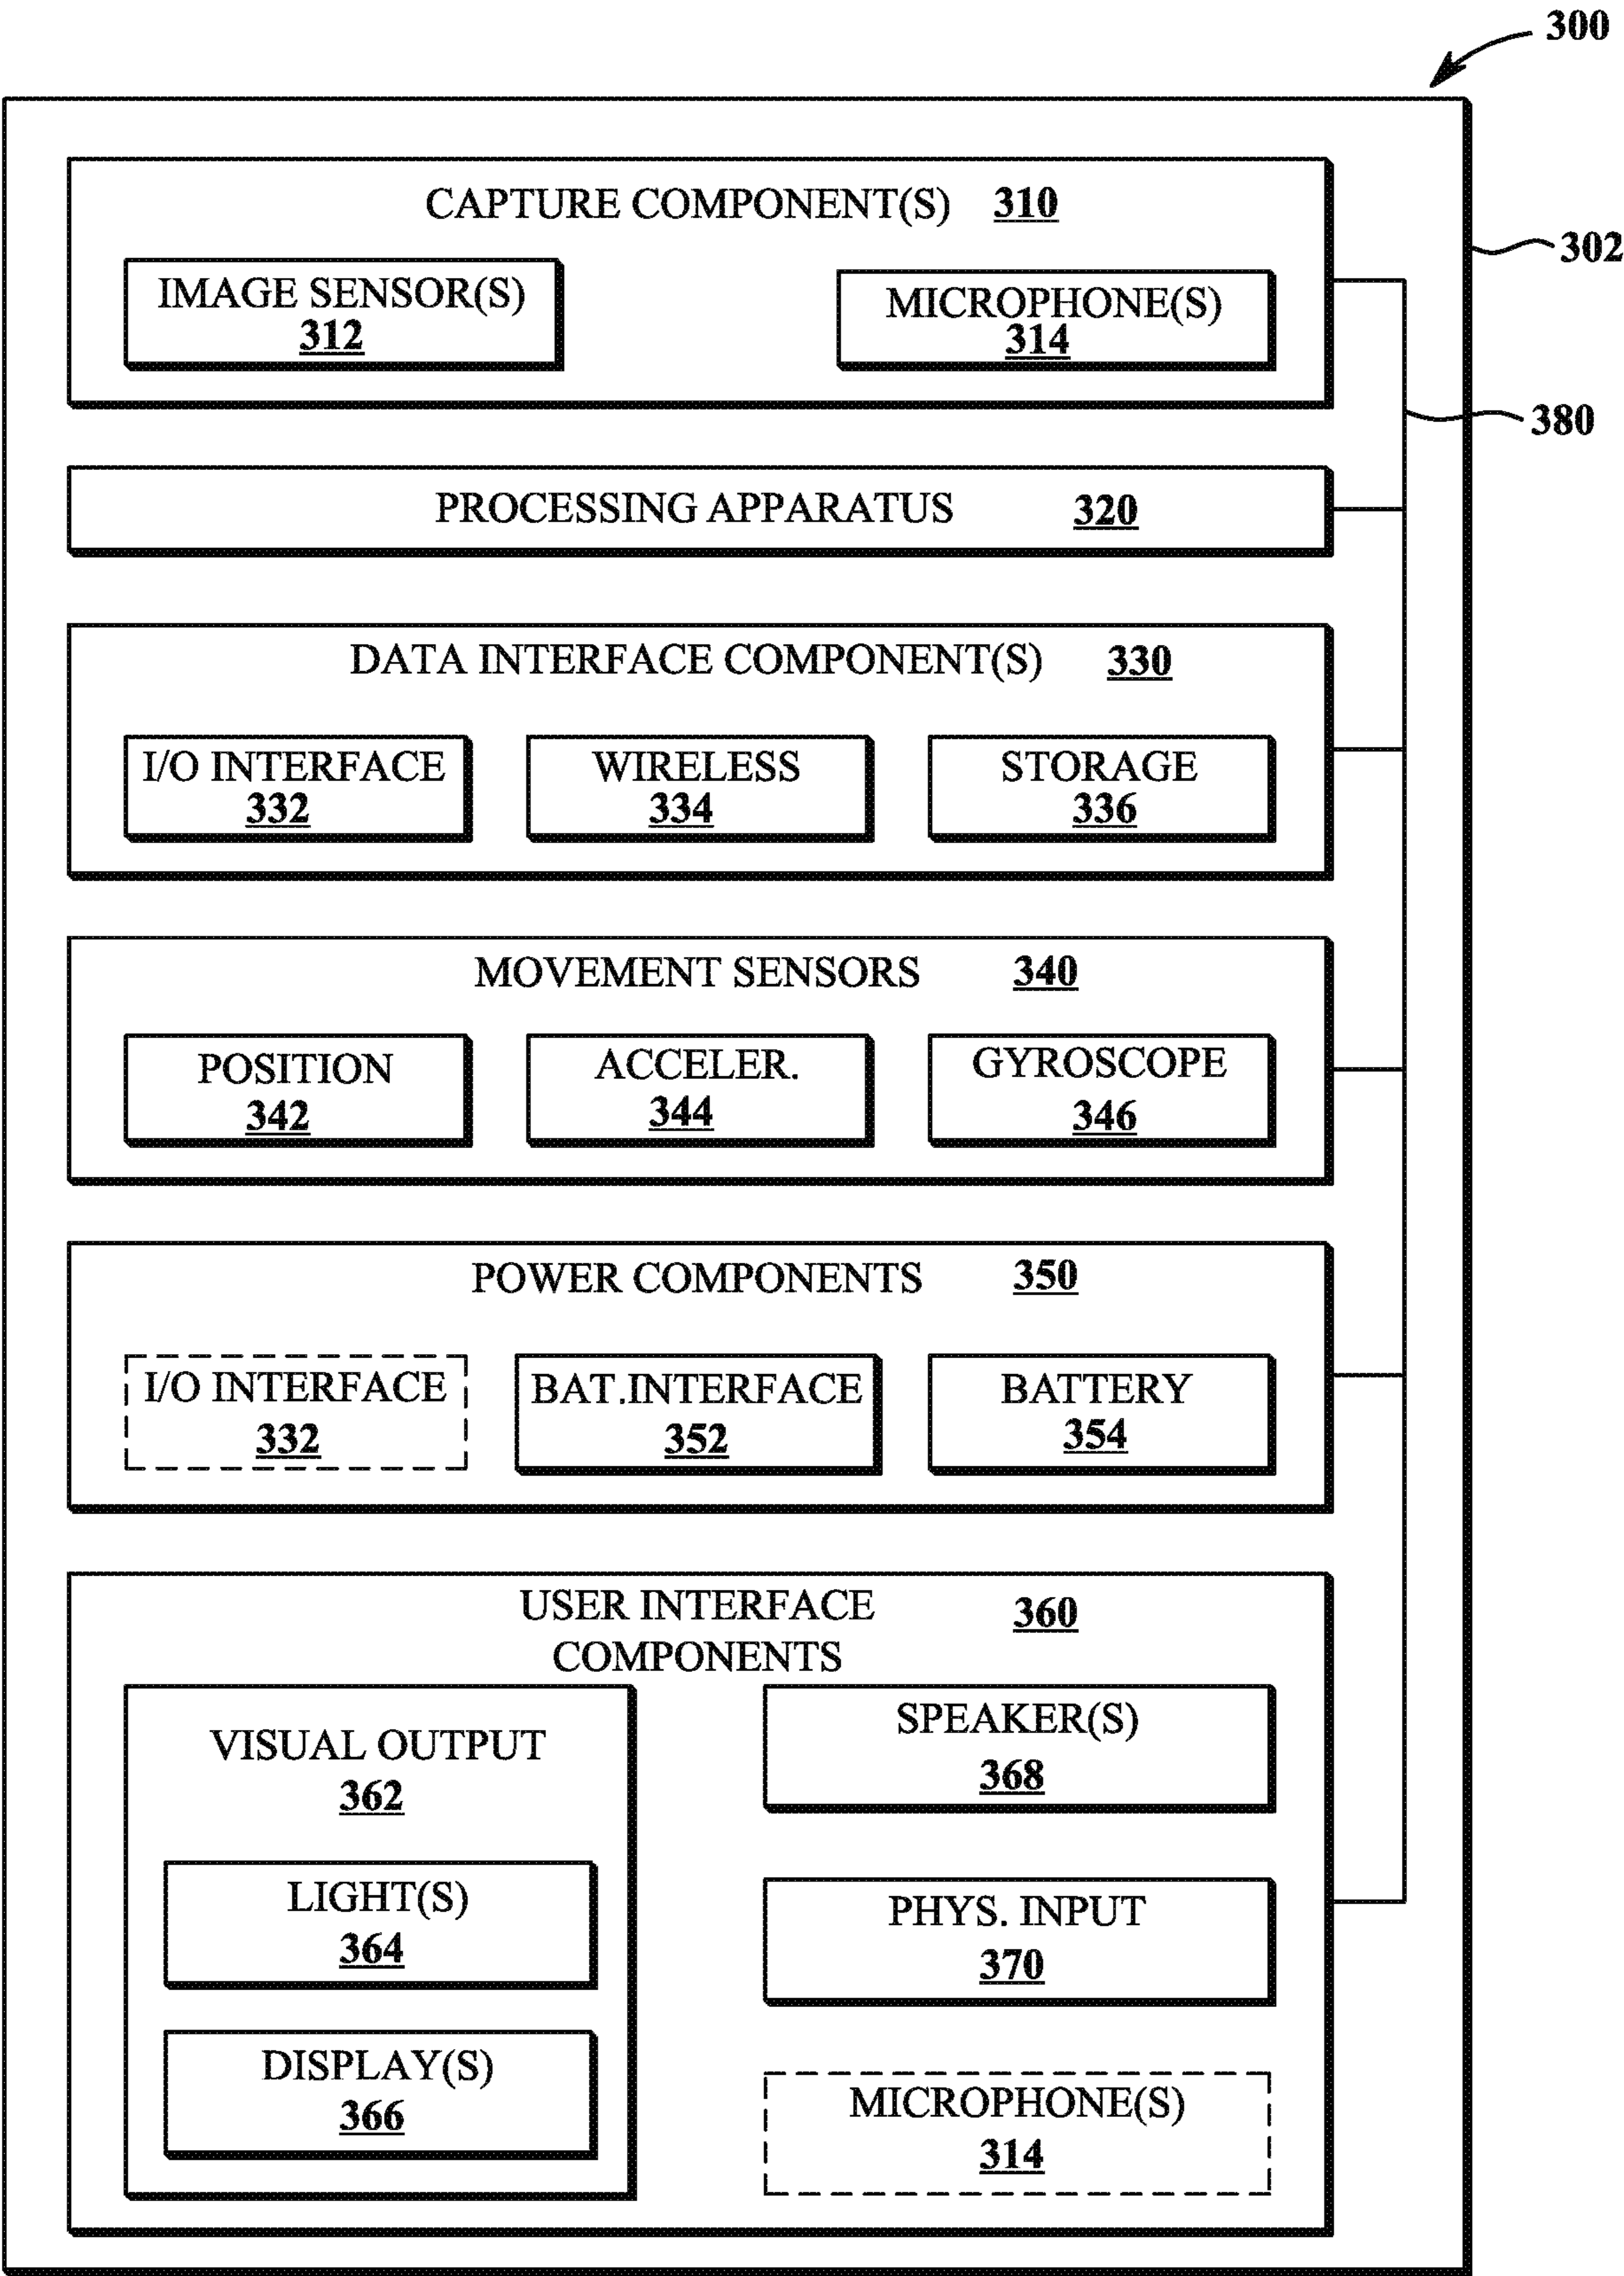 300
CAPTURE COMPONENT(S) 310
302
IMAGE SENSOR(S)
312
MICROPHONE(S)
314
380
PROCESSING APPARATUS 320
DATA INTERFACE COMPONENT(S) 330
I/O INTERFACE
332
WIRELESS
334
STORAGE
336
MOVEMENT SENSORS 340
POSITION
342
ACCELER.
344
GYROSCOPE
346
POWER COMPONENTS 350
I/O INTERFACE
332
BAT.INTERFACE
352
BATTERY
354
USER INTERFACE 360
COMPONENTS
VISUAL OUTPUT
362
LIGHT(S)
364
DISPLAY(S)
366
SPEAKER(S)
368
PHYS. INPUT
370
MICROPHONE(S)
314